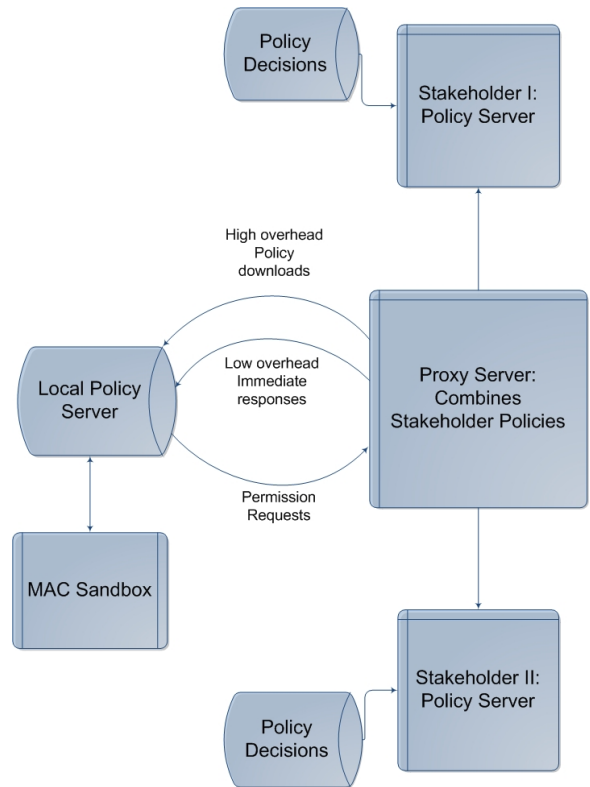 Policy
Decisions
Stakeholder I:
Policy Server
High overhead
Policy
downloads
Low overhead
Immediate
responses
Proxy Server:
Combines
Stakeholder Policies
Local Policy
Server
Permission
Requests
MAC Sandbox
Stakeholder II:
Policy Server
Policy
Decisions